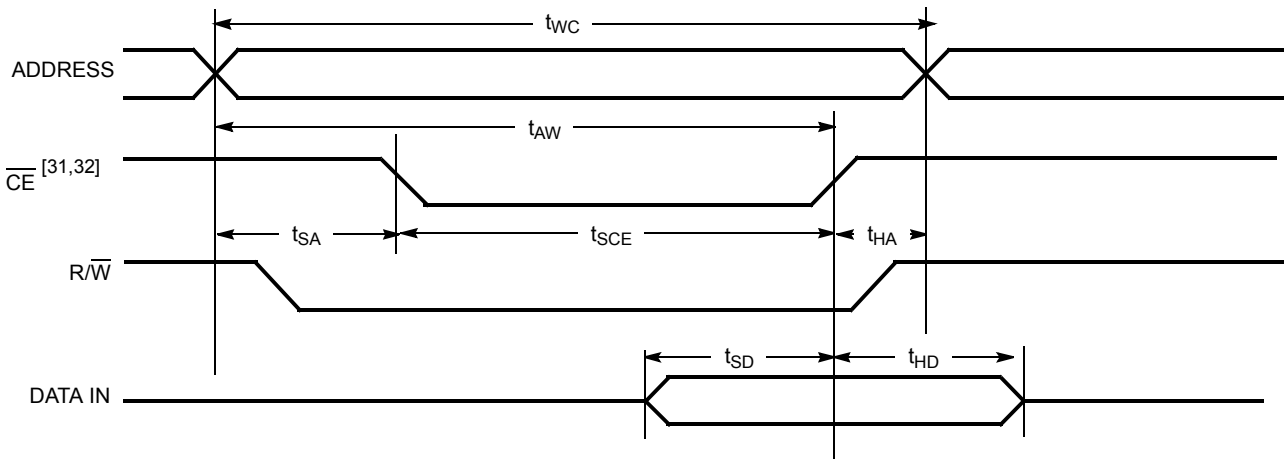 tWC
ADDRESS
tAW
CE [31,32]
tSA tSCE tHA
R/W
tSD tHD
DATA IN